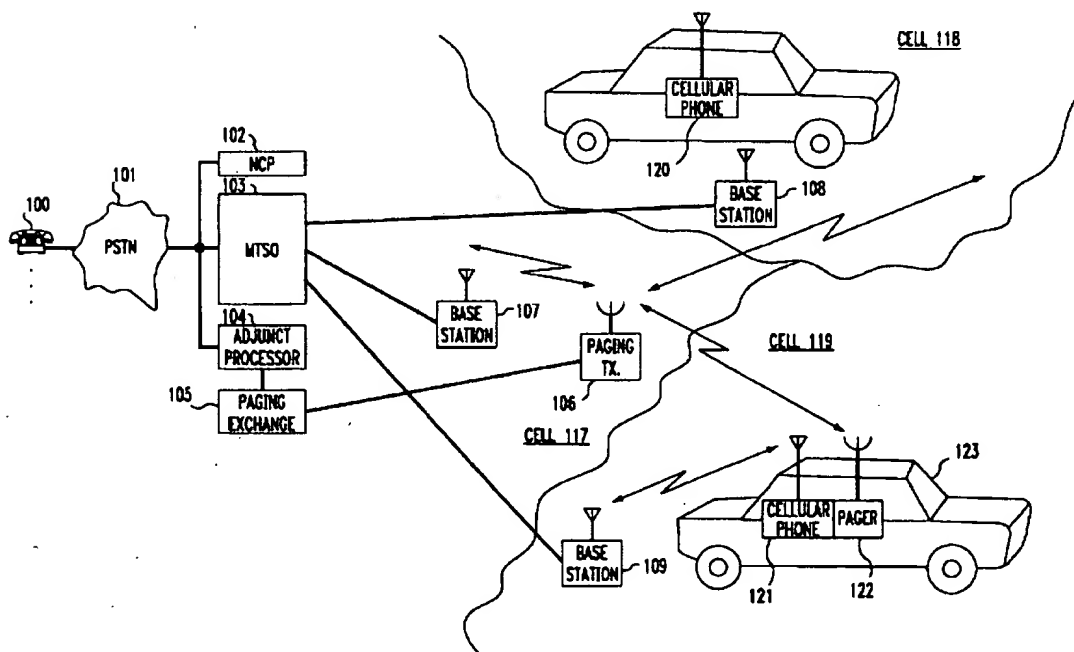 CELL 118
CELLULAR
PHONE
120
102
NCP
101
103
100
PSTN
MTSO
BASE
STATION
108
BASE
STATION
107
104
ADJUNCT
PROCESSOR
PAGING
TX.
106
CELL 119
105
PAGING
EXCHANGE
CELL 117
123
CELLULAR
PHONE
PAGER
121
122
BASE
STATION
109